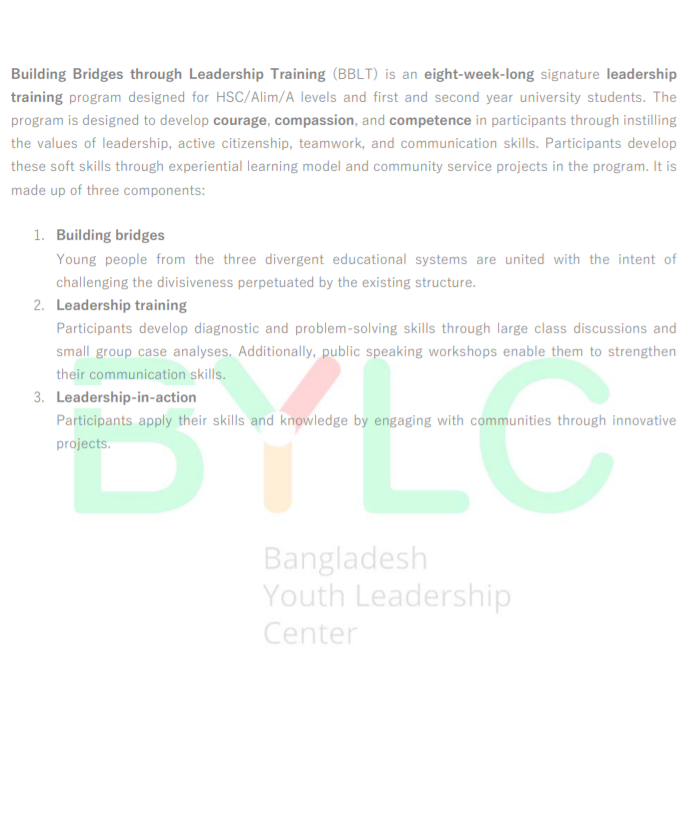 Building Bridges through Leadership Training (BBLT) is an eight-week-long signature leadership
training program designed for HSC/Alim/A levels and first and second year university students. The
program is designed to develop courage, compassion, and competence in participants through instilling
the values of leadership, active citizenship, teamwork, and communication skills. Participants develop
these soft skills through experiential learning model and community service projects in the program. It is
made up of three components:
1. Building bridges
Young people from the three divergent educational systems are united with the intent of
challenging the divisiveness perpetuated by the existing structure.
2. Leadership training
Participants develop diagnostic and problem-solving skills through large class discussions and
small group case analyses. Additionally, public speaking workshops enable them to strengthen
their communication skills.
3. Leadership-in-action
Participants apply their skills and knowledge by engaging with communities through innovative
projects.
BYLC
Bangladesh
Youth Leadership
Center